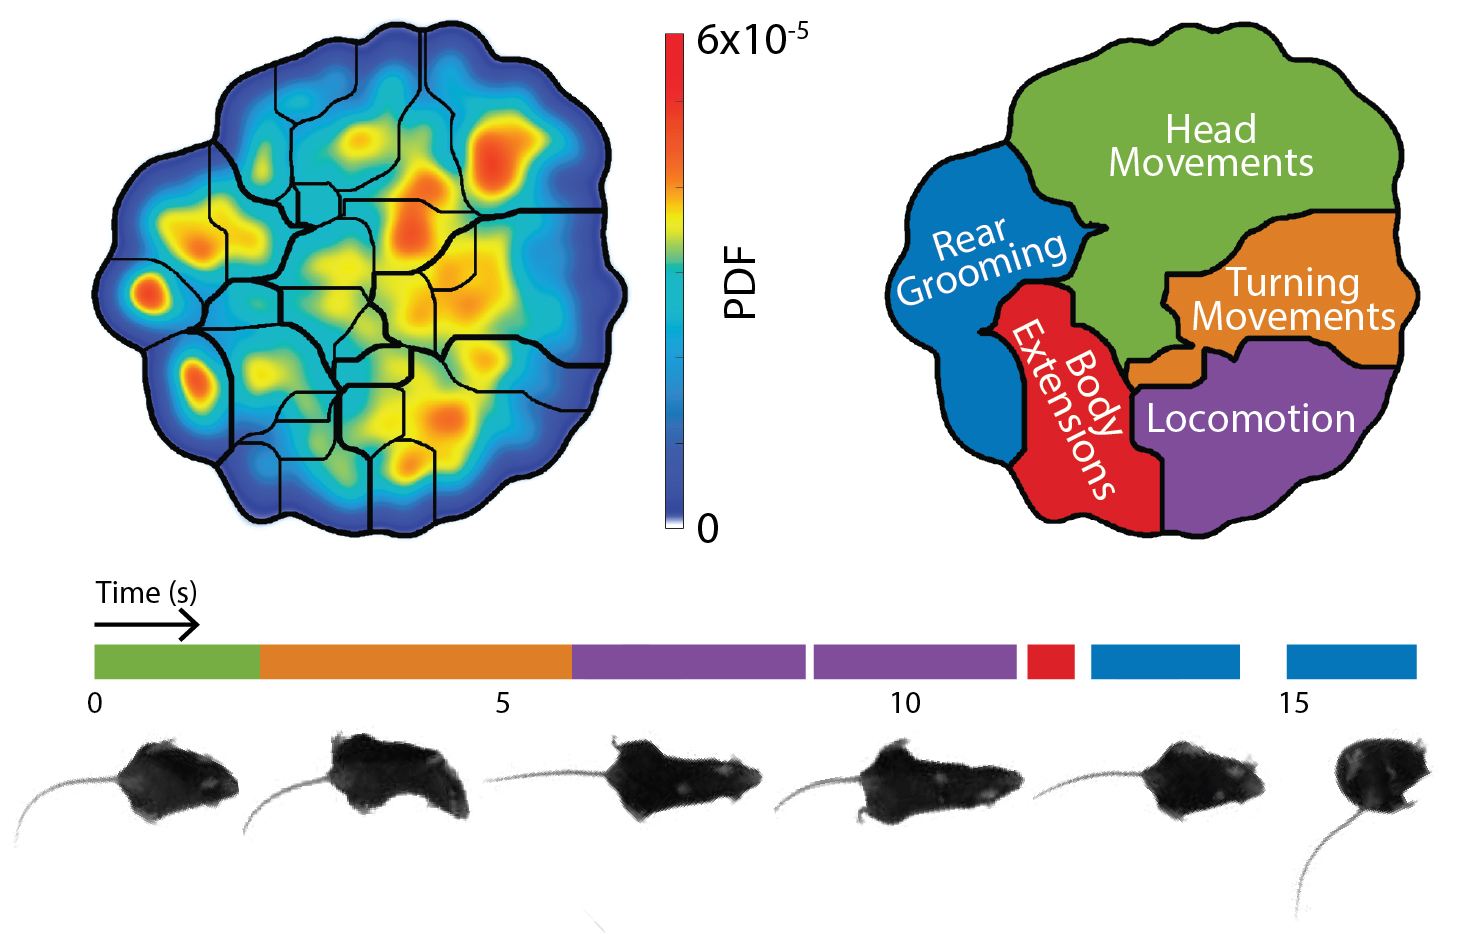 6x10-5
PDF
0
Head
Movements
Rear
Grooming
Turning
Movements
Body
Extensions
Locomotion
Time (s)
0
5
10
15